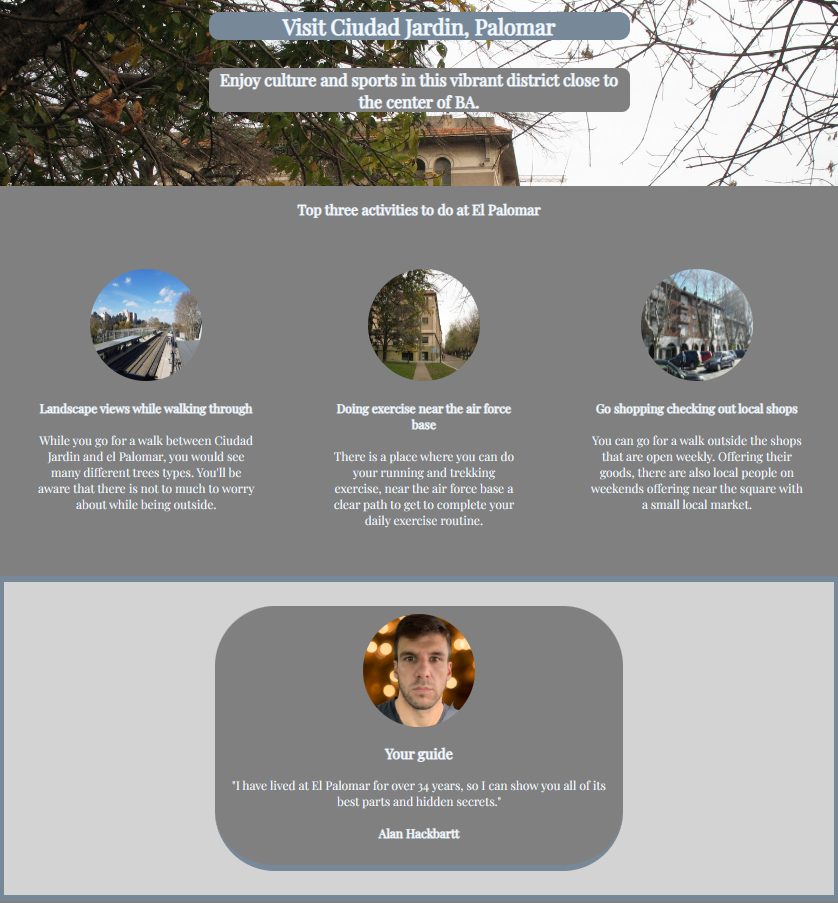 Visit Ciudad Jardin, Palomar
Enjoy culture and sports in this vibrant district close to
the center of BA.
Top three activities to do at El Palomar
Landscape views while walking through
While you go for a walk between Ciudad
Jardin and el Palomar, you would see
many different trees types. You'll be
aware that there is not to much to worry
about while being outside.
Doing exercise near the air force
base
There is a place where you can do
your running and trekking
exercise, near the air force base a
clear path to get to complete your
daily exercise routine.
Go shopping checking out local shops
You can go for a walk outside the shops
that are open weekly. Offering their
goods, there are also local people on
weekends offering near the square with
a small local market.
Your guide
"I have lived at El Palomar for over 34 years, so I can show you all of its
best parts and hidden secrets."
Alan Hackbartt